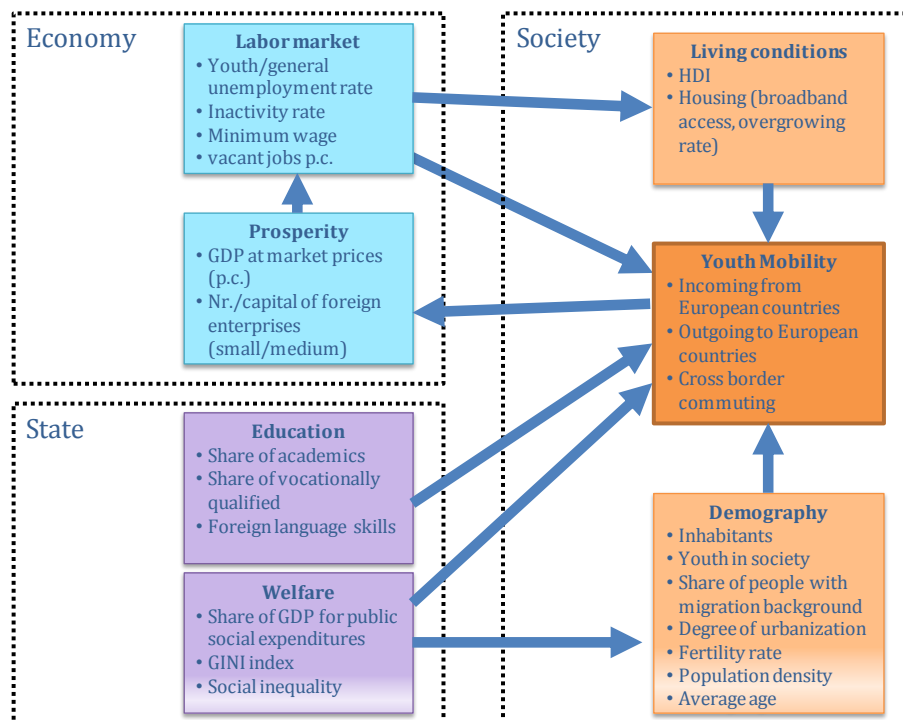 Economy
Labor market
• Youth/general
unemployment rate
• Inactivity rate
• Minimum wage
• vacant jobs p.c.
Prosperity
• GDP at market prices
(p.c.)
• Nr./capital of foreign
enterprises
(small/medium)
Society
Living conditions
• HDI
• Housing (broadband
access, overgrowing
rate)
Youth Mobility
• Incoming from
European countries
• Outgoing to European
countries
• Cross border
commuting
State
Education
• Share of academics
• Share of vocationally
qualified
• Foreign language skills
Welfare
• Share of GDP for public
social expenditures
• GINI index
• Social inequality
Demography
• Inhabitants
• Youth in society
• Share of people with
migration background
• Degree of urbanization
• Fertility rate
• Population density
• Average age